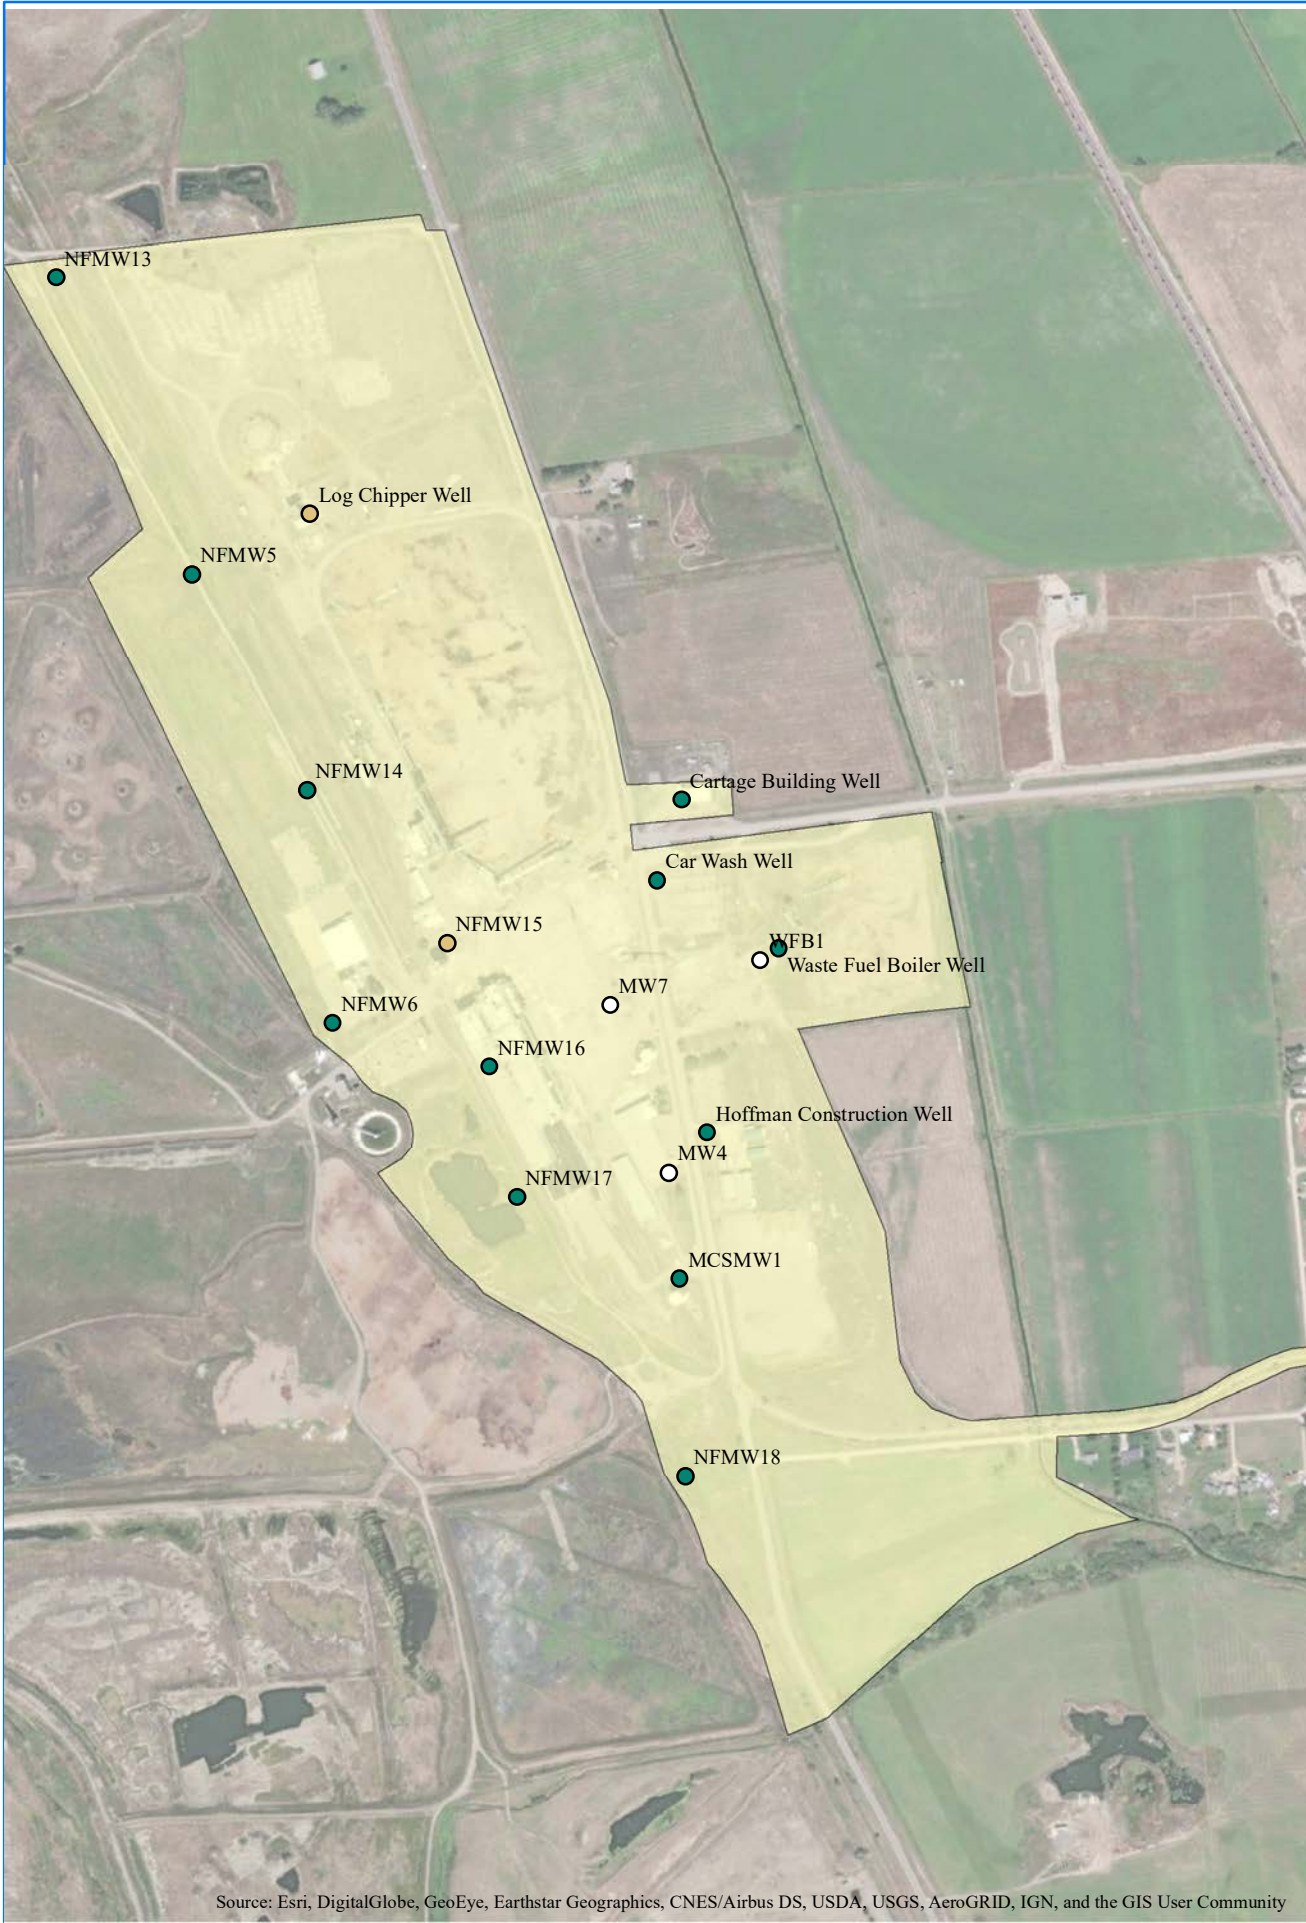 NFMW13
Log Chipper Well
NFMW5
NFMW14
Cartage Building Well
Car Wash Well
NFMW15
WFB1
Waste Fuel Boiler Well
MW7
NFMW6
NFMW16
Hoffman Construction Well
MW4
NFMW17
MCSMW1
NFMW18
Source: Esri, DigitalGlobe, GeoEye, Earthstar Geographics, CNES/Airbus DS, USDA, USGS, AeroGRID, IGN, and the GIS User Community